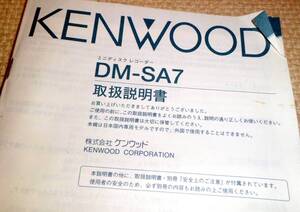 KENWOOD
ミニディスク レコーダー
DM-SA7
取扱説明書
お買い上げいただきましてありがとうございました。
ご使用の前に、この取扱説明書をよくお読みのうえ、説明の通り正しくお使いください。
また、この取扱説明書は大切に保管してください。
本機は日本国内専用モデルですので、外国で使用することはできません。
株式会社 ケンウッド
KENWOOD CORPORATION
本説明書の他に、取扱説明書・別冊「安全上のご注意」が付属されています。
使用者の安全のため、必ず別冊の内容もお読みの上ご使用ください。